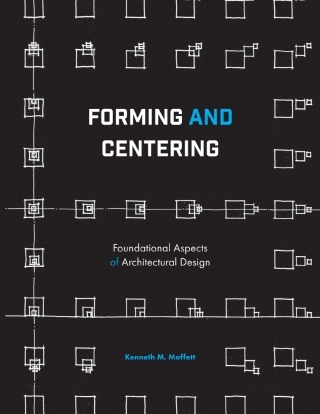 FORMING AND
CENTERING
Foundational Aspects
of Architectural Design
Kenneth M. Moffett